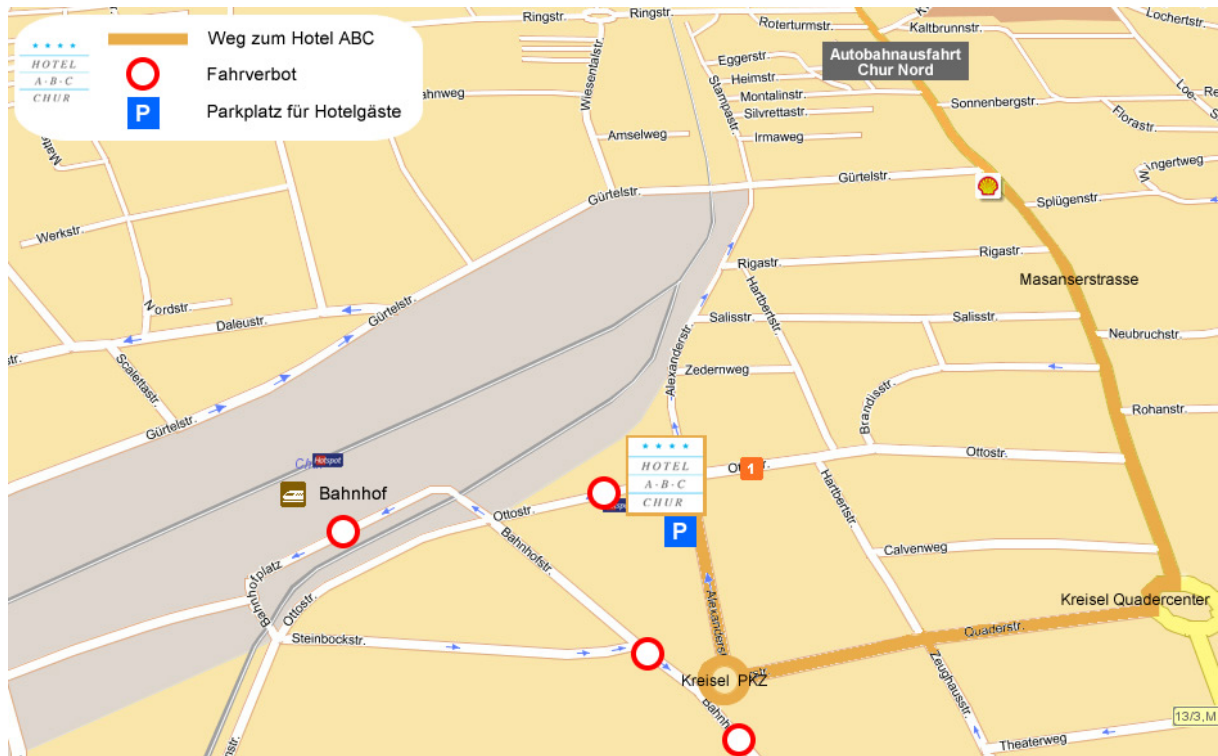 Weg zum Hotel ABC
HOTEL
A·B·C
CHUR
Fahrverbot
P
Parkplatz für Hotelgäste
Ringstr.
Ringstr.
Roterturmstr.
Kaltbrunnstr.
Lochertstr.
Eggerstr.
Autobahnausfahrt
Chur Nord
Heimstr.
Wiesentalstr.
Stampastr.
Montalinstr.
Silvrettastr.
Sonnenbergstr.
Florastr.
Amselweg
Irmaweg
Gürtelstr.
Gürtelstr.
Splügenstr.
Werkstr.
Rigastr.
Rigastr.
Masanserstrasse
Nordstr.
Daleustr.
Gürtelstr.
Hartbertstr.
Salisstr.
Salisstr.
Neubruchstr.
Scalettastr.
Alexanderstr.
Zedernweg
Brandisstr.
Rohanstr.
Gürtelstr.
HOTEL
A·B·C
CHUR
1
Ottostr.
Hotspot
Bahnhof
Ottostr.
P
Hartbertstr.
Bahnhofstr.
Calvenweg
Bahnhofplatz
Ottostr.
Alexanderstr.
Kreisel Quadercenter
Steinbockstr.
Quaderstr.
Kreisel PKZ
Zeughausstr.
13/3,M
Theaterweg